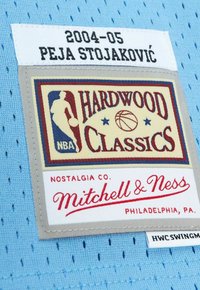 2004-05
PEJA STOJAKOVIĆ
HARDWOOD
NBA
CLASSICS
NOSTALGIA CO.
Mitchell & Ness
PHILADELPHIA, PA.
HWC SWINGM